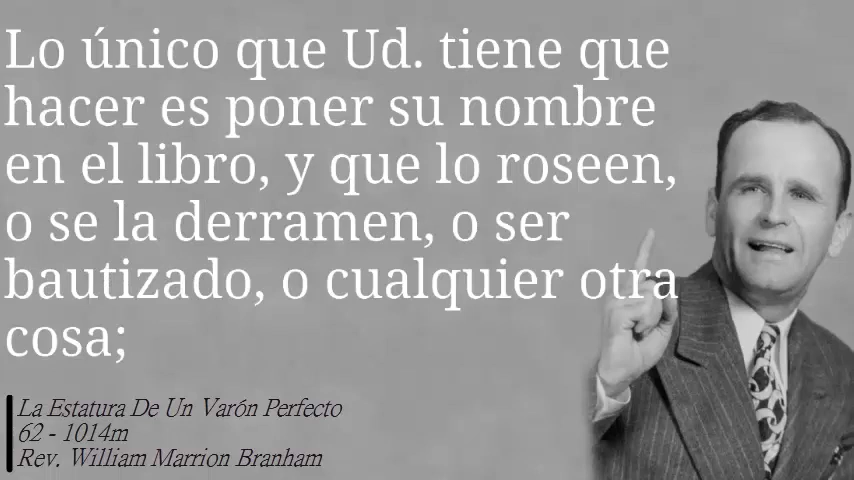 Lo único que Ud. tiene que
hacer es poner su nombre
en el libro, y que lo roseen,
o se la derramen, o ser
bautizado, o cualquier otra
cosa;
La Estatura De Un Varón Perfecto
62 - 1014m
Rev. William Marrion Branham